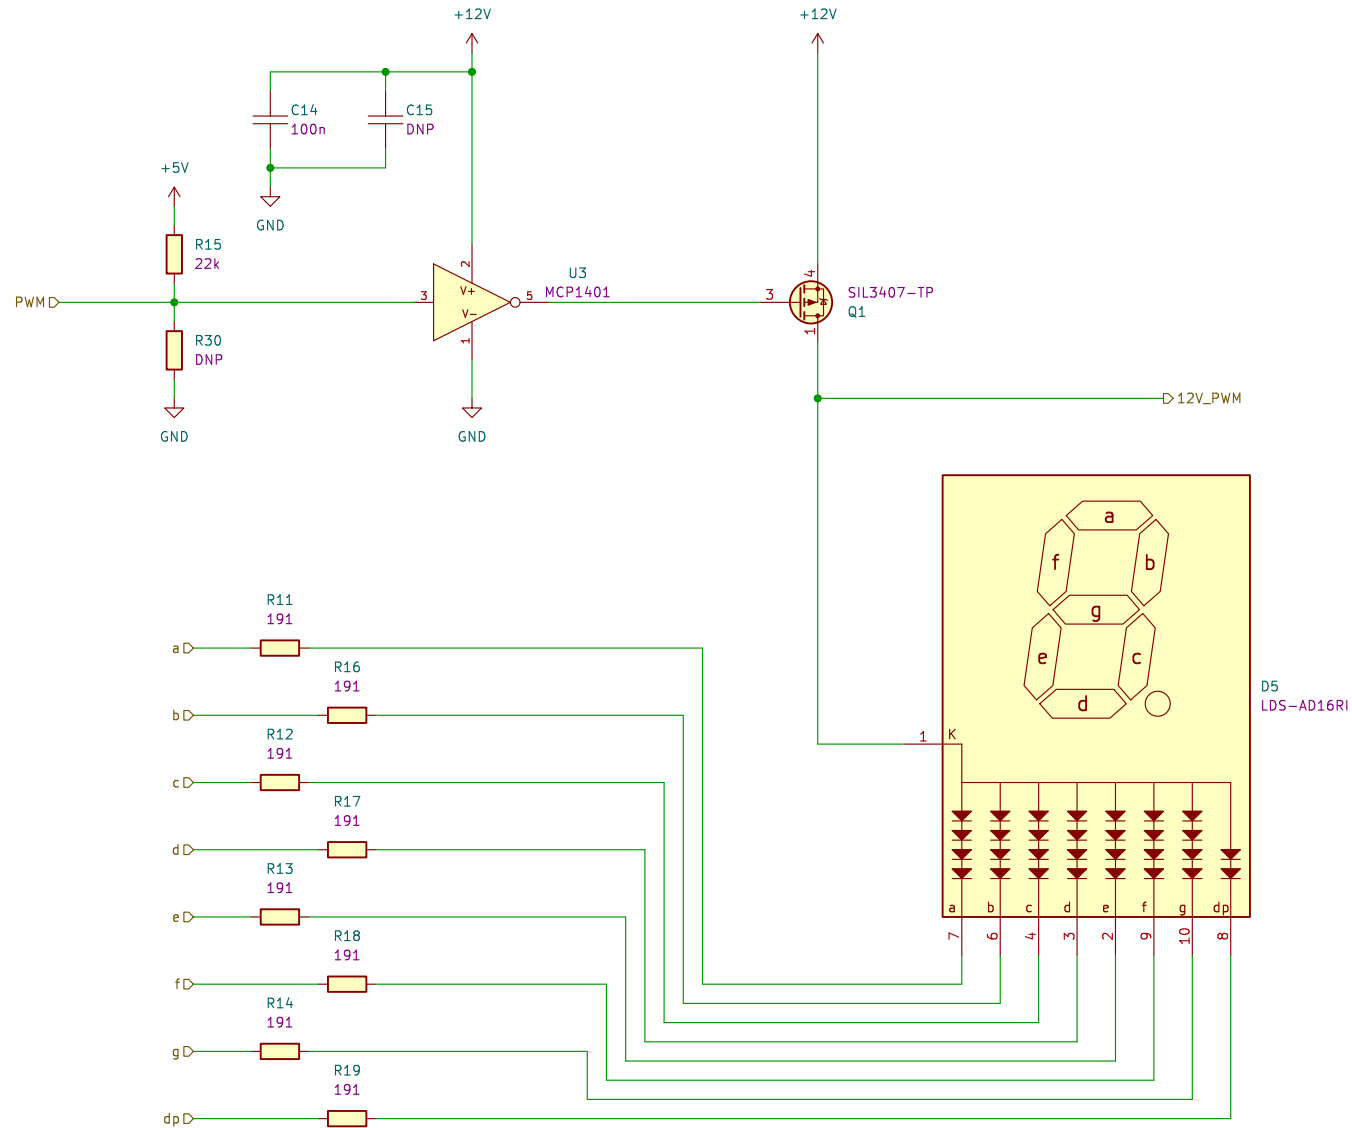 +12V
+12V
C14
100n
C15
DNP
+5V
GND
R15
22k
PWM
R30
DNP
GND
3
2
V+
V-
1
5
U3
MCP1401
GND
3
4
1
SIL3407-TP
Q1
12V_PWM
a
f
b
g
e
c
d
D5
LDS-AD16RI
1
K
R11
191
a
R16
191
b
R12
191
c
R17
191
d
R13
191
e
R18
191
f
R14
191
g
R19
191
dp
a
b
c
d
e
f
g
dp
7
6
4
3
2
9
10
8